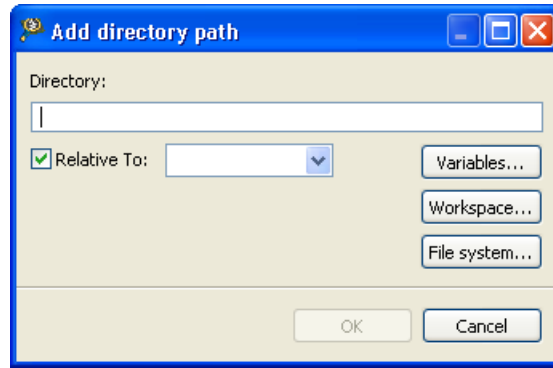 Add directory path
Directory:
Relative To:
Variables...
Workspace...
File system...
OK
Cancel